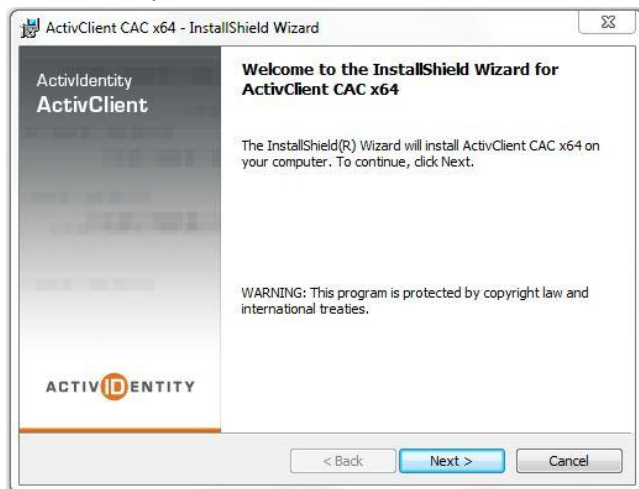 ActivClient CAC x64 - InstallShield Wizard
ActivIdentity
ActivClient
Welcome to the InstallShield Wizard for
ActivClient CAC x64
The InstallShield(R) Wizard will install ActivClient CAC x64 on
your computer. To continue, click Next.
WARNING: This program is protected by copyright law and
international treaties.
ACTIVIDENTITY
< Back
Next >
Cancel